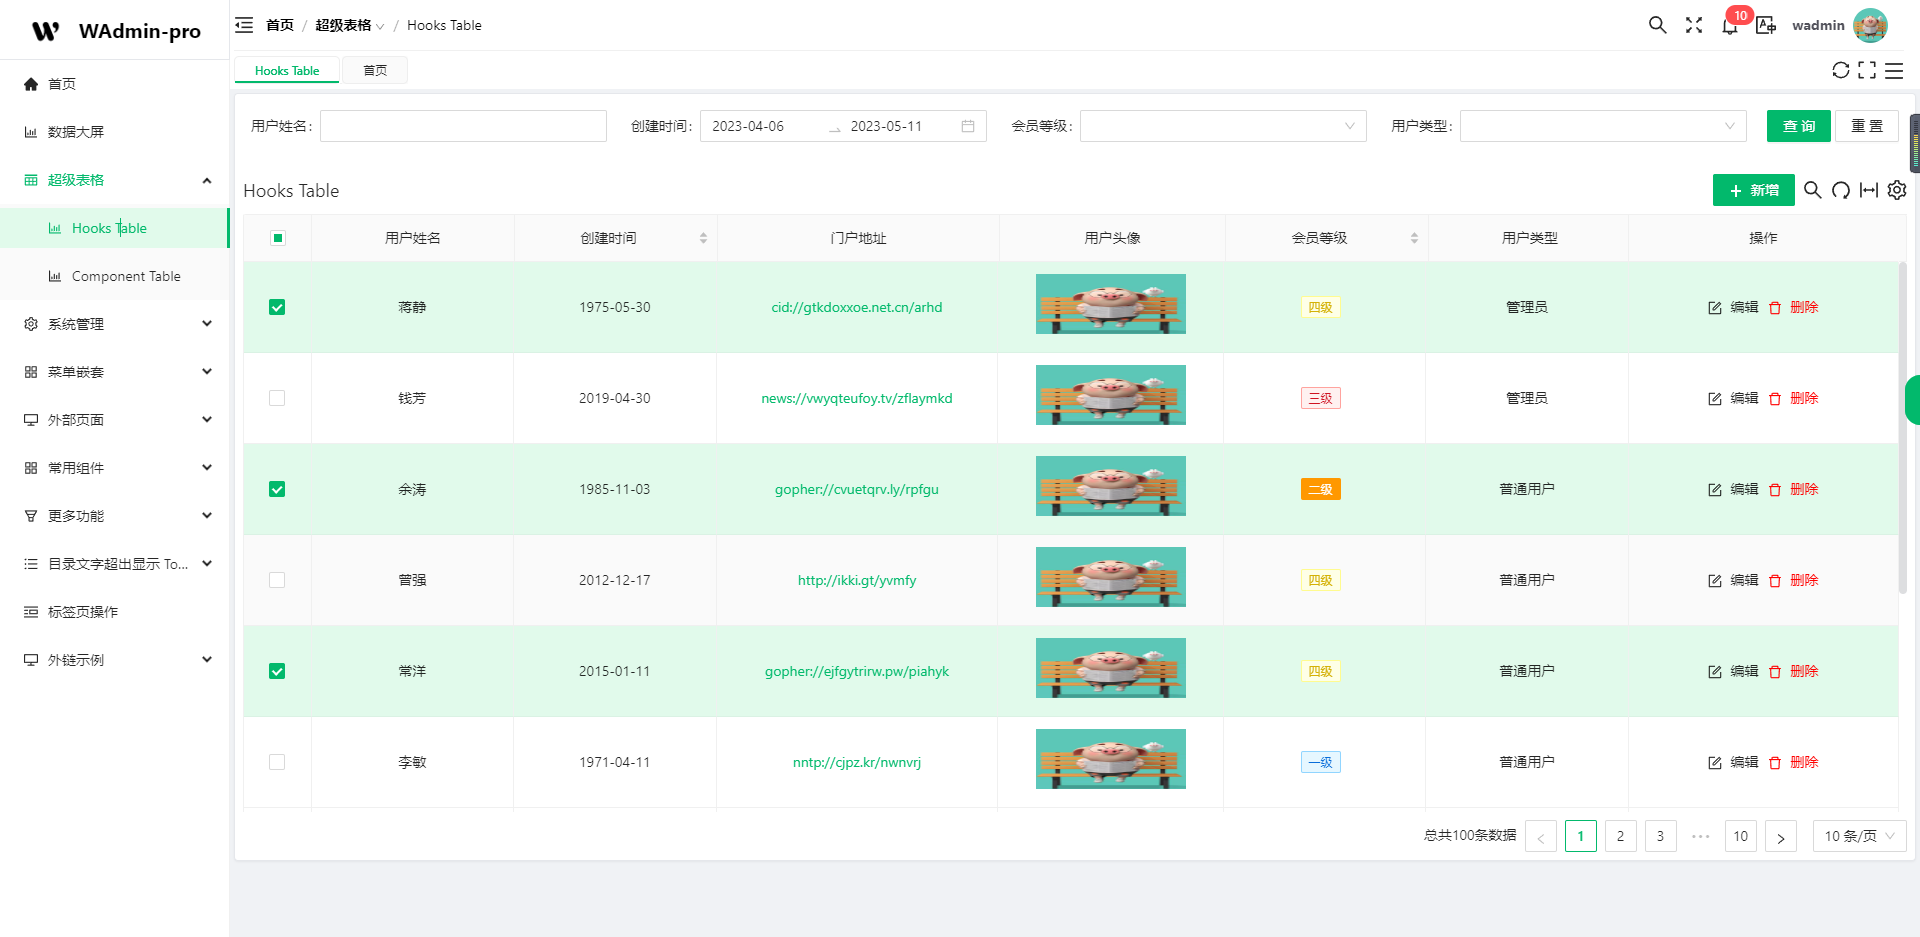 WAdmin-pro
首页 / 超级表格 / Hooks Table
10
wadmin
Hooks Table
首页
首页
数据大屏
超级表格
Hooks Table
Component Table
系统管理
菜单嵌套
外部页面
常用组件
更多功能
目录文字超出显示 To...
标签页操作
外链示例
用户姓名:
创建时间: 2023-04-06 2023-05-11
会员等级:
用户类型:
查 询
重 置
Hooks Table
新增
用户姓名 创建时间 门户地址 用户头像 会员等级 用户类型 操作
蒋静 1975-05-30 cid://gtkdoxxoe.net.cn/arhd 四级 管理员 编辑 删除
钱芳 2019-04-30 news://vwyqteufoy.tv/zflaymkd 三级 管理员 编辑 删除
余涛 1985-11-03 gopher://cvuetqrv.ly/rpfgu 二级 普通用户 编辑 删除
曾强 2012-12-17 http://ikki.gt/yvmfy 四级 普通用户 编辑 删除
常洋 2015-01-11 gopher://ejfgytrirw.pw/piahyk 四级 普通用户 编辑 删除
李敏 1971-04-11 nntp://cjpz.kr/nwnvrj 一级 普通用户 编辑 删除
总共100条数据 < 1 2 3 ••• 10 > 10 条/页